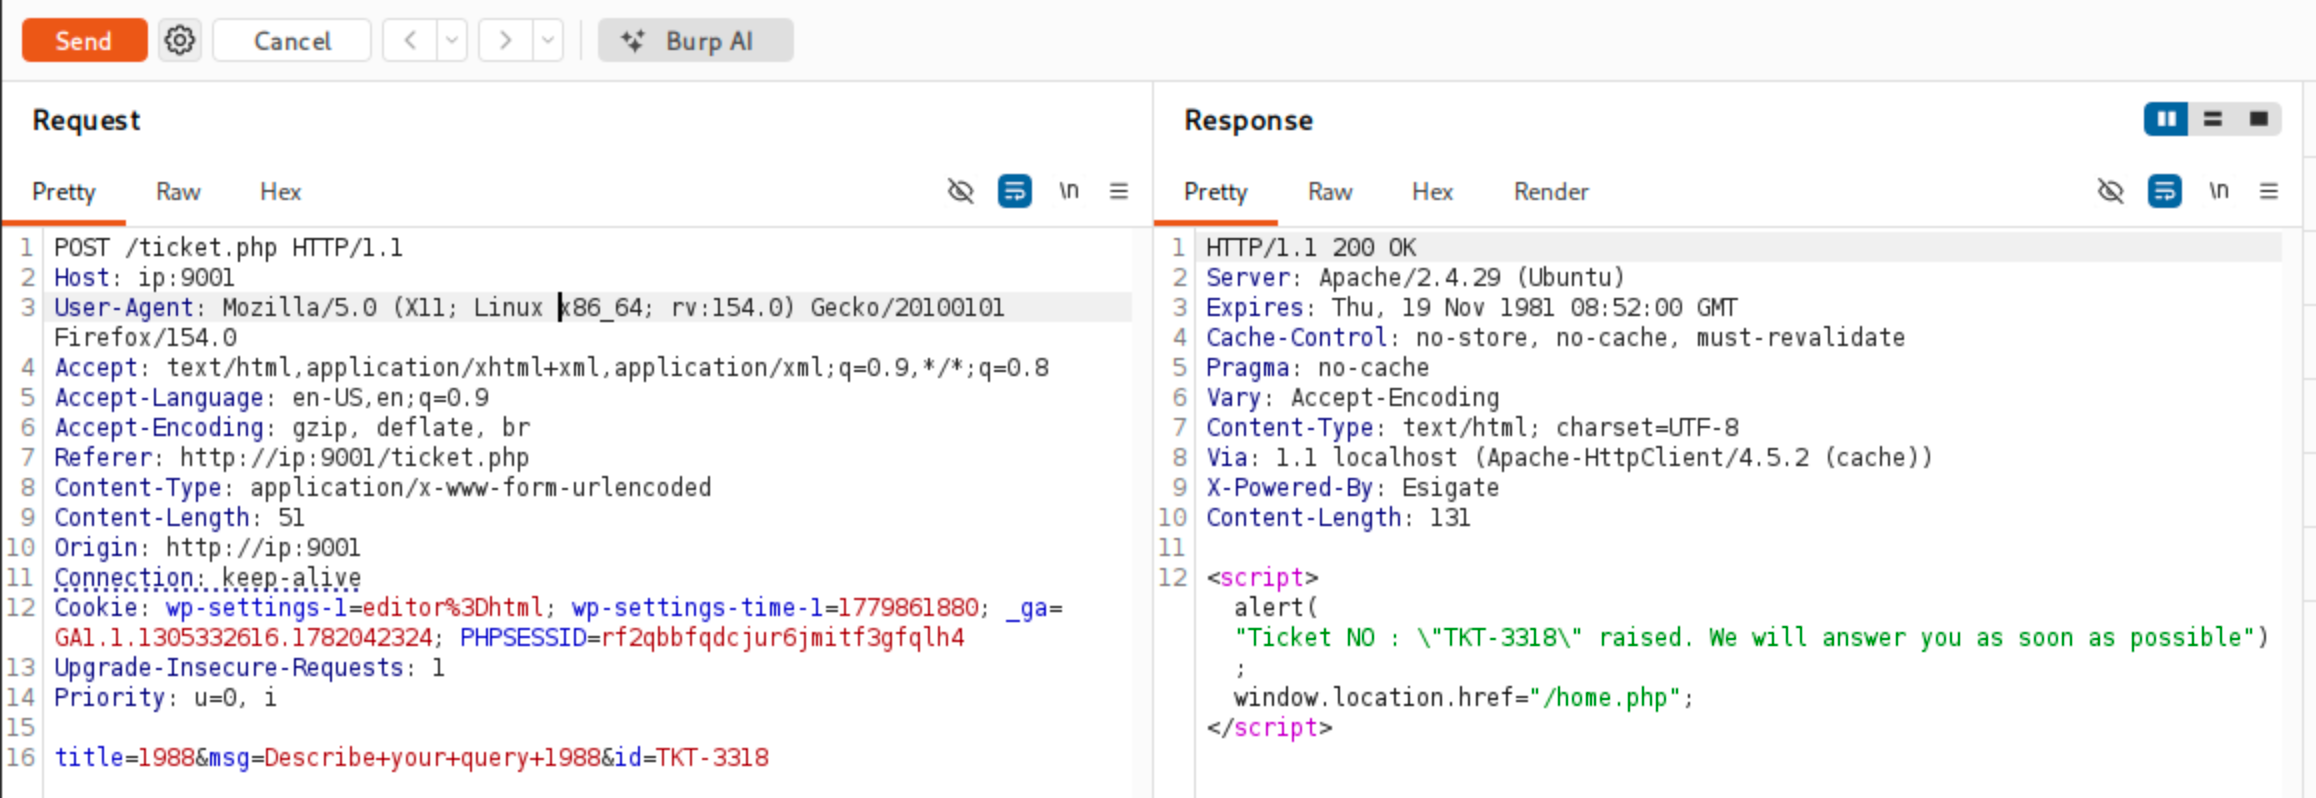 Send Cancel Burp AI
Request
Pretty Raw Hex \n
1 POST /ticket.php HTTP/1.1
2 Host: ip:9001
3 User-Agent: Mozilla/5.0 (X11; Linux x86_64; rv:154.0) Gecko/20100101
Firefox/154.0
4 Accept: text/html,application/xhtml+xml,application/xml;q=0.9,*/*;q=0.8
5 Accept-Language: en-US,en;q=0.9
6 Accept-Encoding: gzip, deflate, br
7 Referer: http://ip:9001/ticket.php
8 Content-Type: application/x-www-form-urlencoded
9 Content-Length: 51
10 Origin: http://ip:9001
11 Connection: keep-alive
12 Cookie: wp-settings-1=editor%3Dhtml; wp-settings-time-1=1779861880; _ga=
GA1.1.1305332616.1782042324; PHPSESSID=rf2qbbfqdcjur6jmitf3gfqlh4
13 Upgrade-Insecure-Requests: 1
14 Priority: u=0, i
15
16 title=1988&msg=Describe+your+query+1988&id=TKT-3318
Response
Pretty Raw Hex Render \n
1 HTTP/1.1 200 OK
2 Server: Apache/2.4.29 (Ubuntu)
3 Expires: Thu, 19 Nov 1981 08:52:00 GMT
4 Cache-Control: no-store, no-cache, must-revalidate
5 Pragma: no-cache
6 Vary: Accept-Encoding
7 Content-Type: text/html; charset=UTF-8
8 Via: 1.1 localhost (Apache-HttpClient/4.5.2 (cache))
9 X-Powered-By: Esigate
10 Content-Length: 131
11
12 <script>
alert(
"Ticket NO : \"TKT-3318\" raised. We will answer you as soon as possible")
;
window.location.href="/home.php";
</script>